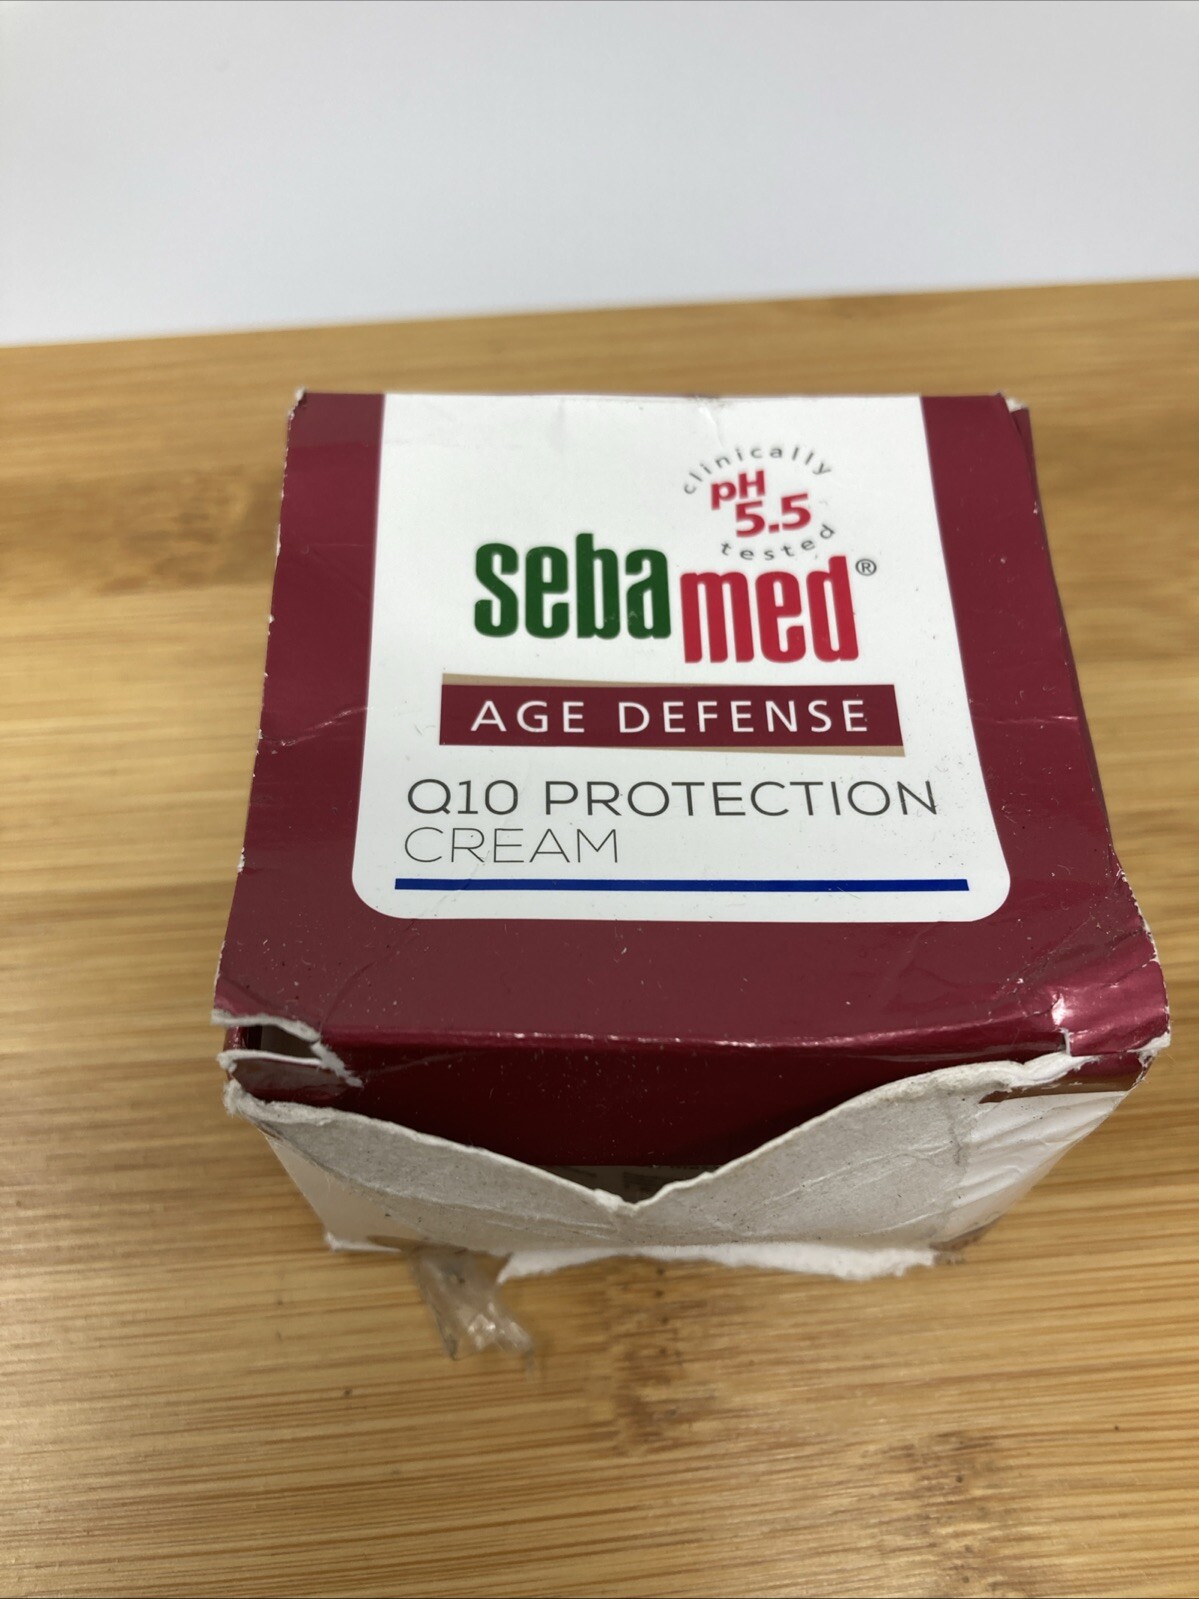 clinically
pH
5.5
tested
sebamed®
AGE DEFENSE
Q10 PROTECTION
CREAM